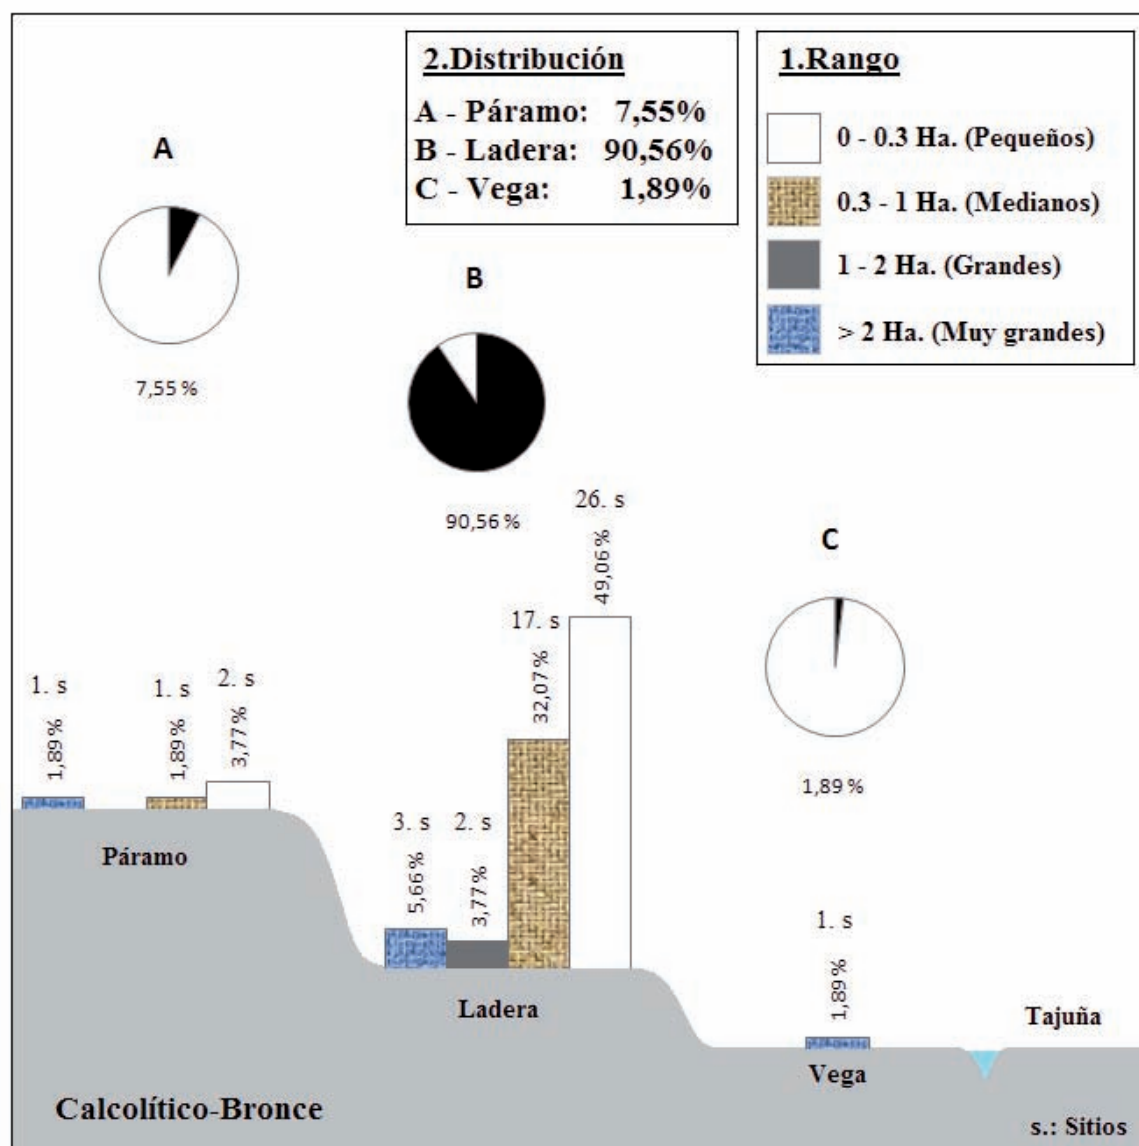 2.Distribución
A - Páramo: 7,55%
B - Ladera: 90,56%
C - Vega: 1,89%
1.Rango
0 - 0.3 Ha. (Pequeños)
0.3 - 1 Ha. (Medianos)
1 - 2 Ha. (Grandes)
> 2 Ha. (Muy grandes)
A
7,55 %
B
90,56 %
C
1,89 %
1. s
1,89 %
1. s
1,89 %
2. s
3,77 %
Páramo
3. s
5,66 %
2. s
3,77 %
17. s
32,07 %
26. s
49,06 %
Ladera
1. s
1,89 %
Vega
Tajuña
Calcolítico-Bronce
s.: Sitios